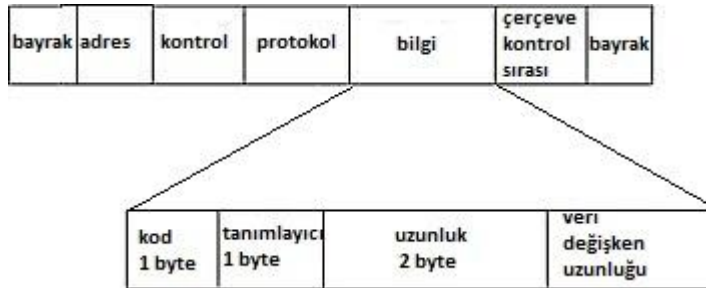 bayrak adres kontrol protokol bilgi çerçeve kontrol sırası bayrak
kod 1 byte
tanımlayıcı 1 byte
uzunluk 2 byte
veri değişken uzunluğu